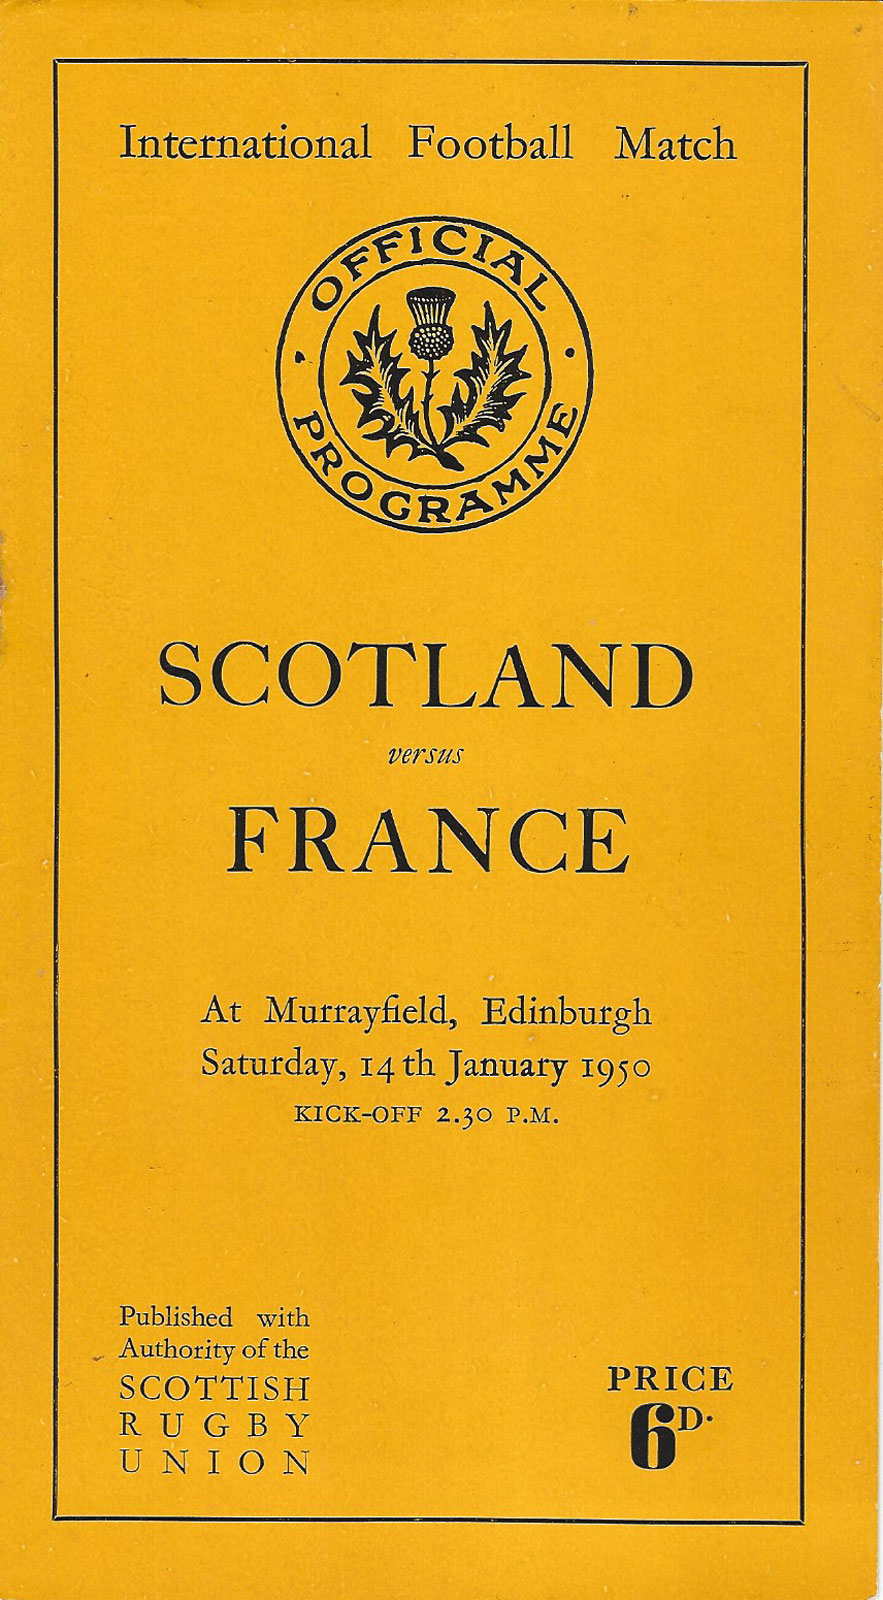 International Football Match
OFFICIAL
PROGRAMME
SCOTLAND
versus
FRANCE
At Murrayfield, Edinburgh
Saturday, 14th January 1950
KICK-OFF 2.30 P.M.
Published with
Authority of the
SCOTTISH
RUGBY
UNION
PRICE
6D.